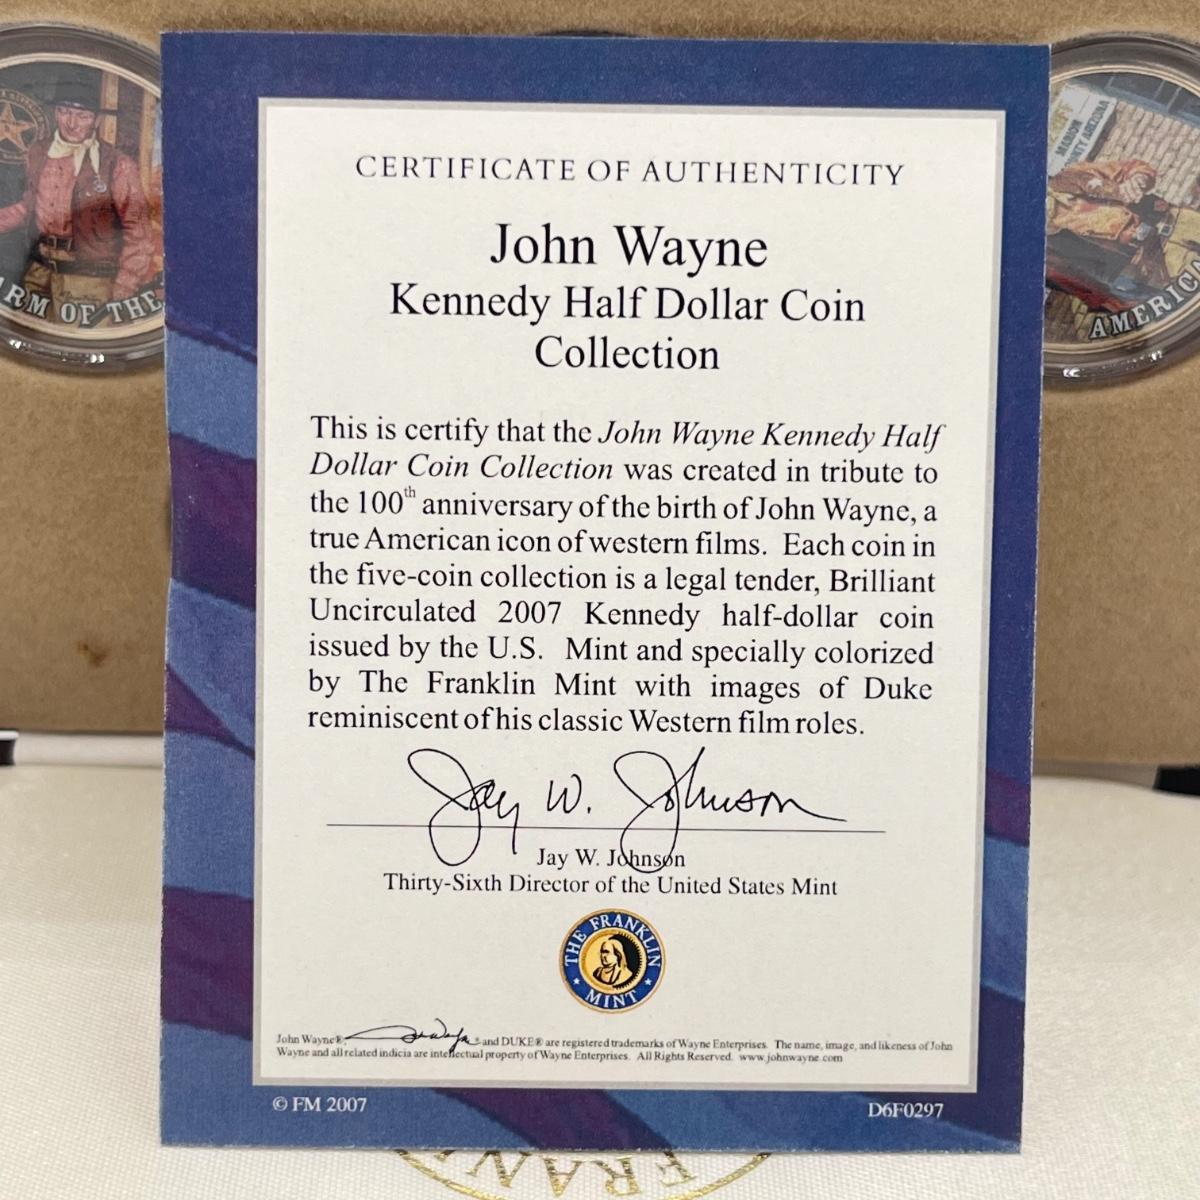 CERTIFICATE OF AUTHENTICITY
John Wayne
Kennedy Half Dollar Coin
Collection
This is certify that the John Wayne Kennedy Half
Dollar Coin Collection was created in tribute to
the 100th anniversary of the birth of John Wayne, a
true American icon of western films. Each coin in
the five-coin collection is a legal tender, Brilliant
Uncirculated 2007 Kennedy half-dollar coin
issued by the U.S. Mint and specially colorized
by The Franklin Mint with images of Duke
reminiscent of his classic Western film roles.
Jay W. Johnson
Jay W. Johnson
Thirty-Sixth Director of the United States Mint
THE FRANKLIN
MINT
John Wayne®, and DUKE® are registered trademarks of Wayne Enterprises. The name, image, and likeness of John
Wayne and all related indicia are intellectual property of Wayne Enterprises. All Rights Reserved. www.johnwayne.com
© FM 2007
D6F0297
RM OF THE
MARION
ARIZONA
AMERICA
FRAN